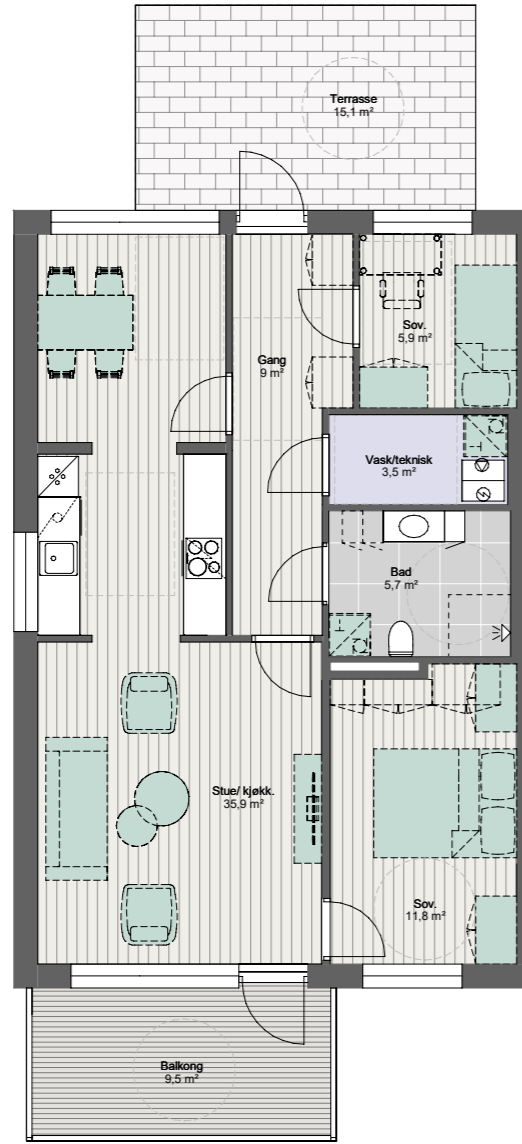 Terrasse
15,1 m²
Sov.
5,9 m²
Gang
9 m²
Vask/teknisk
3,5 m²
Bad
5,7 m²
Stue/ kjøkk.
35,9 m²
Sov.
11,8 m²
Balkong
9,5 m²